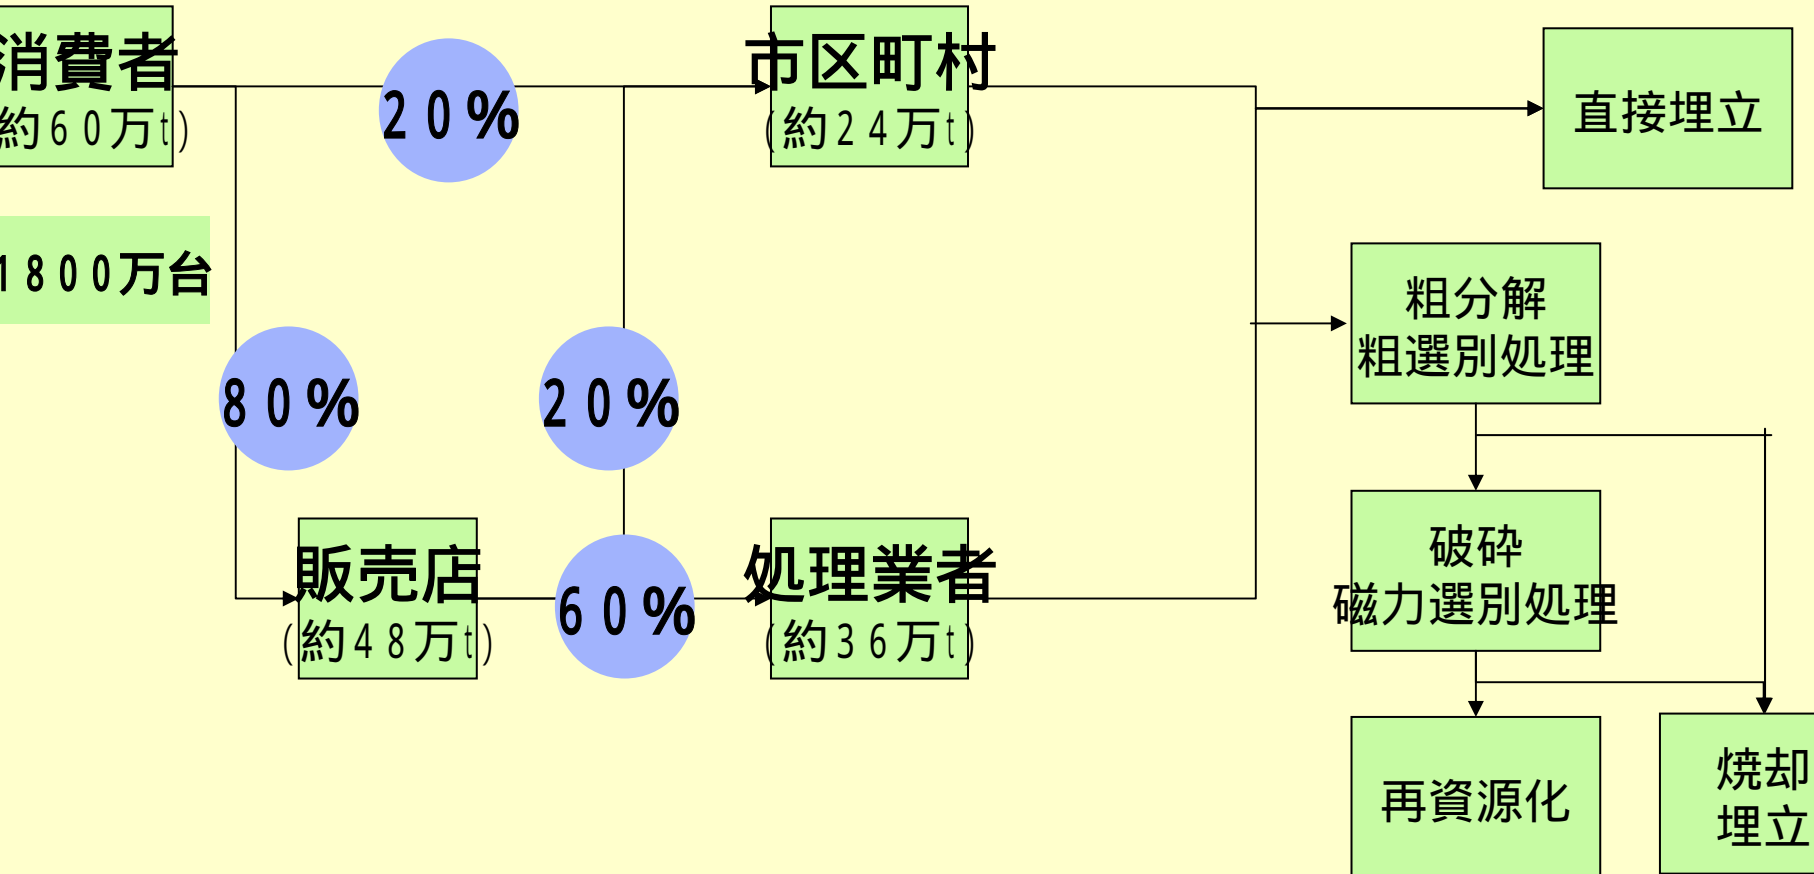 消費者
約６０万t)
1８００万台
２０%
市区町村
(約２４万t)
直接埋立
粗分解
粗選別処理
８０%
２０%
破砕
磁力選別処理
販売店
(約４８万t)
６０%
処理業者
(約３６万t)
再資源化
焼却
埋立